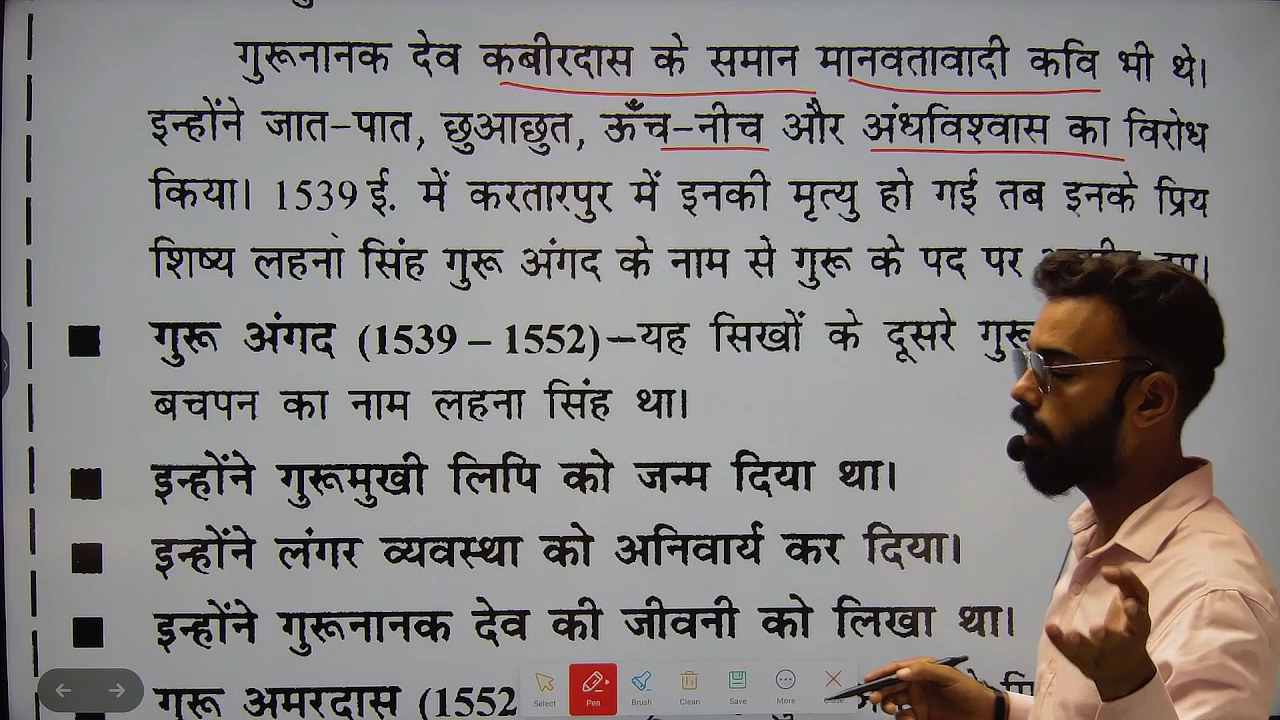 गुरूनानक देव कबीरदास के समान मानवतावादी कवि भी थे।
इन्होंने जात-पात, छुआछुत, ऊँच-नीच और अंधविश्वास का विरोध
किया। 1539 ई. में करतारपुर में इनकी मृत्यु हो गई तब इनके प्रिय
शिष्य लहना सिंह गुरू अंगद के नाम से गुरू के पद पर
गुरू अंगद (1539 – 1552)–यह सिखों के दूसरे गुरू
बचपन का नाम लहना सिंह था।
इन्होंने गुरूमुखी लिपि को जन्म दिया था।
इन्होंने लंगर व्यवस्था को अनिवार्य कर दिया।
इन्होंने गुरूनानक देव की जीवनी को लिखा था।
गुरू अमरदास (1552
Select Pen Brush Clean Save More Close